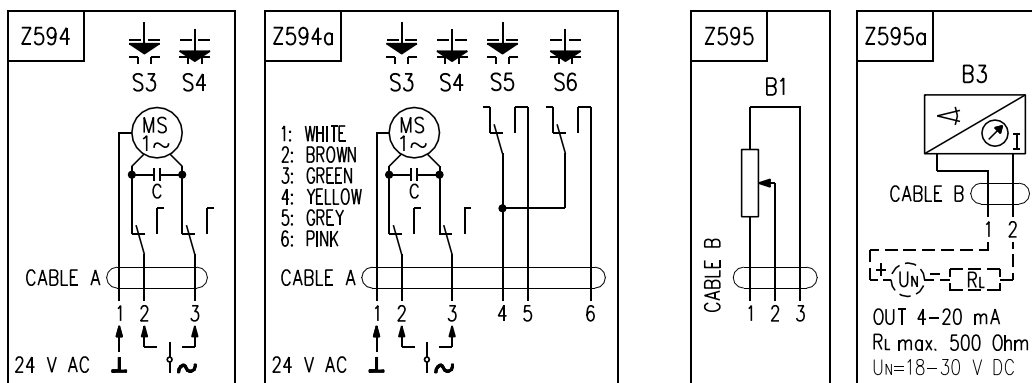 Z594
S3 S4
MS
1~
C
CABLE A
1 2 3
24 V AC
Z594a
S3 S4 S5 S6
1: WHITE
2: BROWN
3: GREEN
4: YELLOW
5: GREY
6: PINK
MS
1~
C
CABLE A
1 2 3 4 5 6
24 V AC
Z595
B1
CABLE B
1 2 3
Z595a
B3
I
CABLE B
1 2
+ UN - RL
OUT 4-20 mA
RL max. 500 Ohm
UN=18-30 V DC